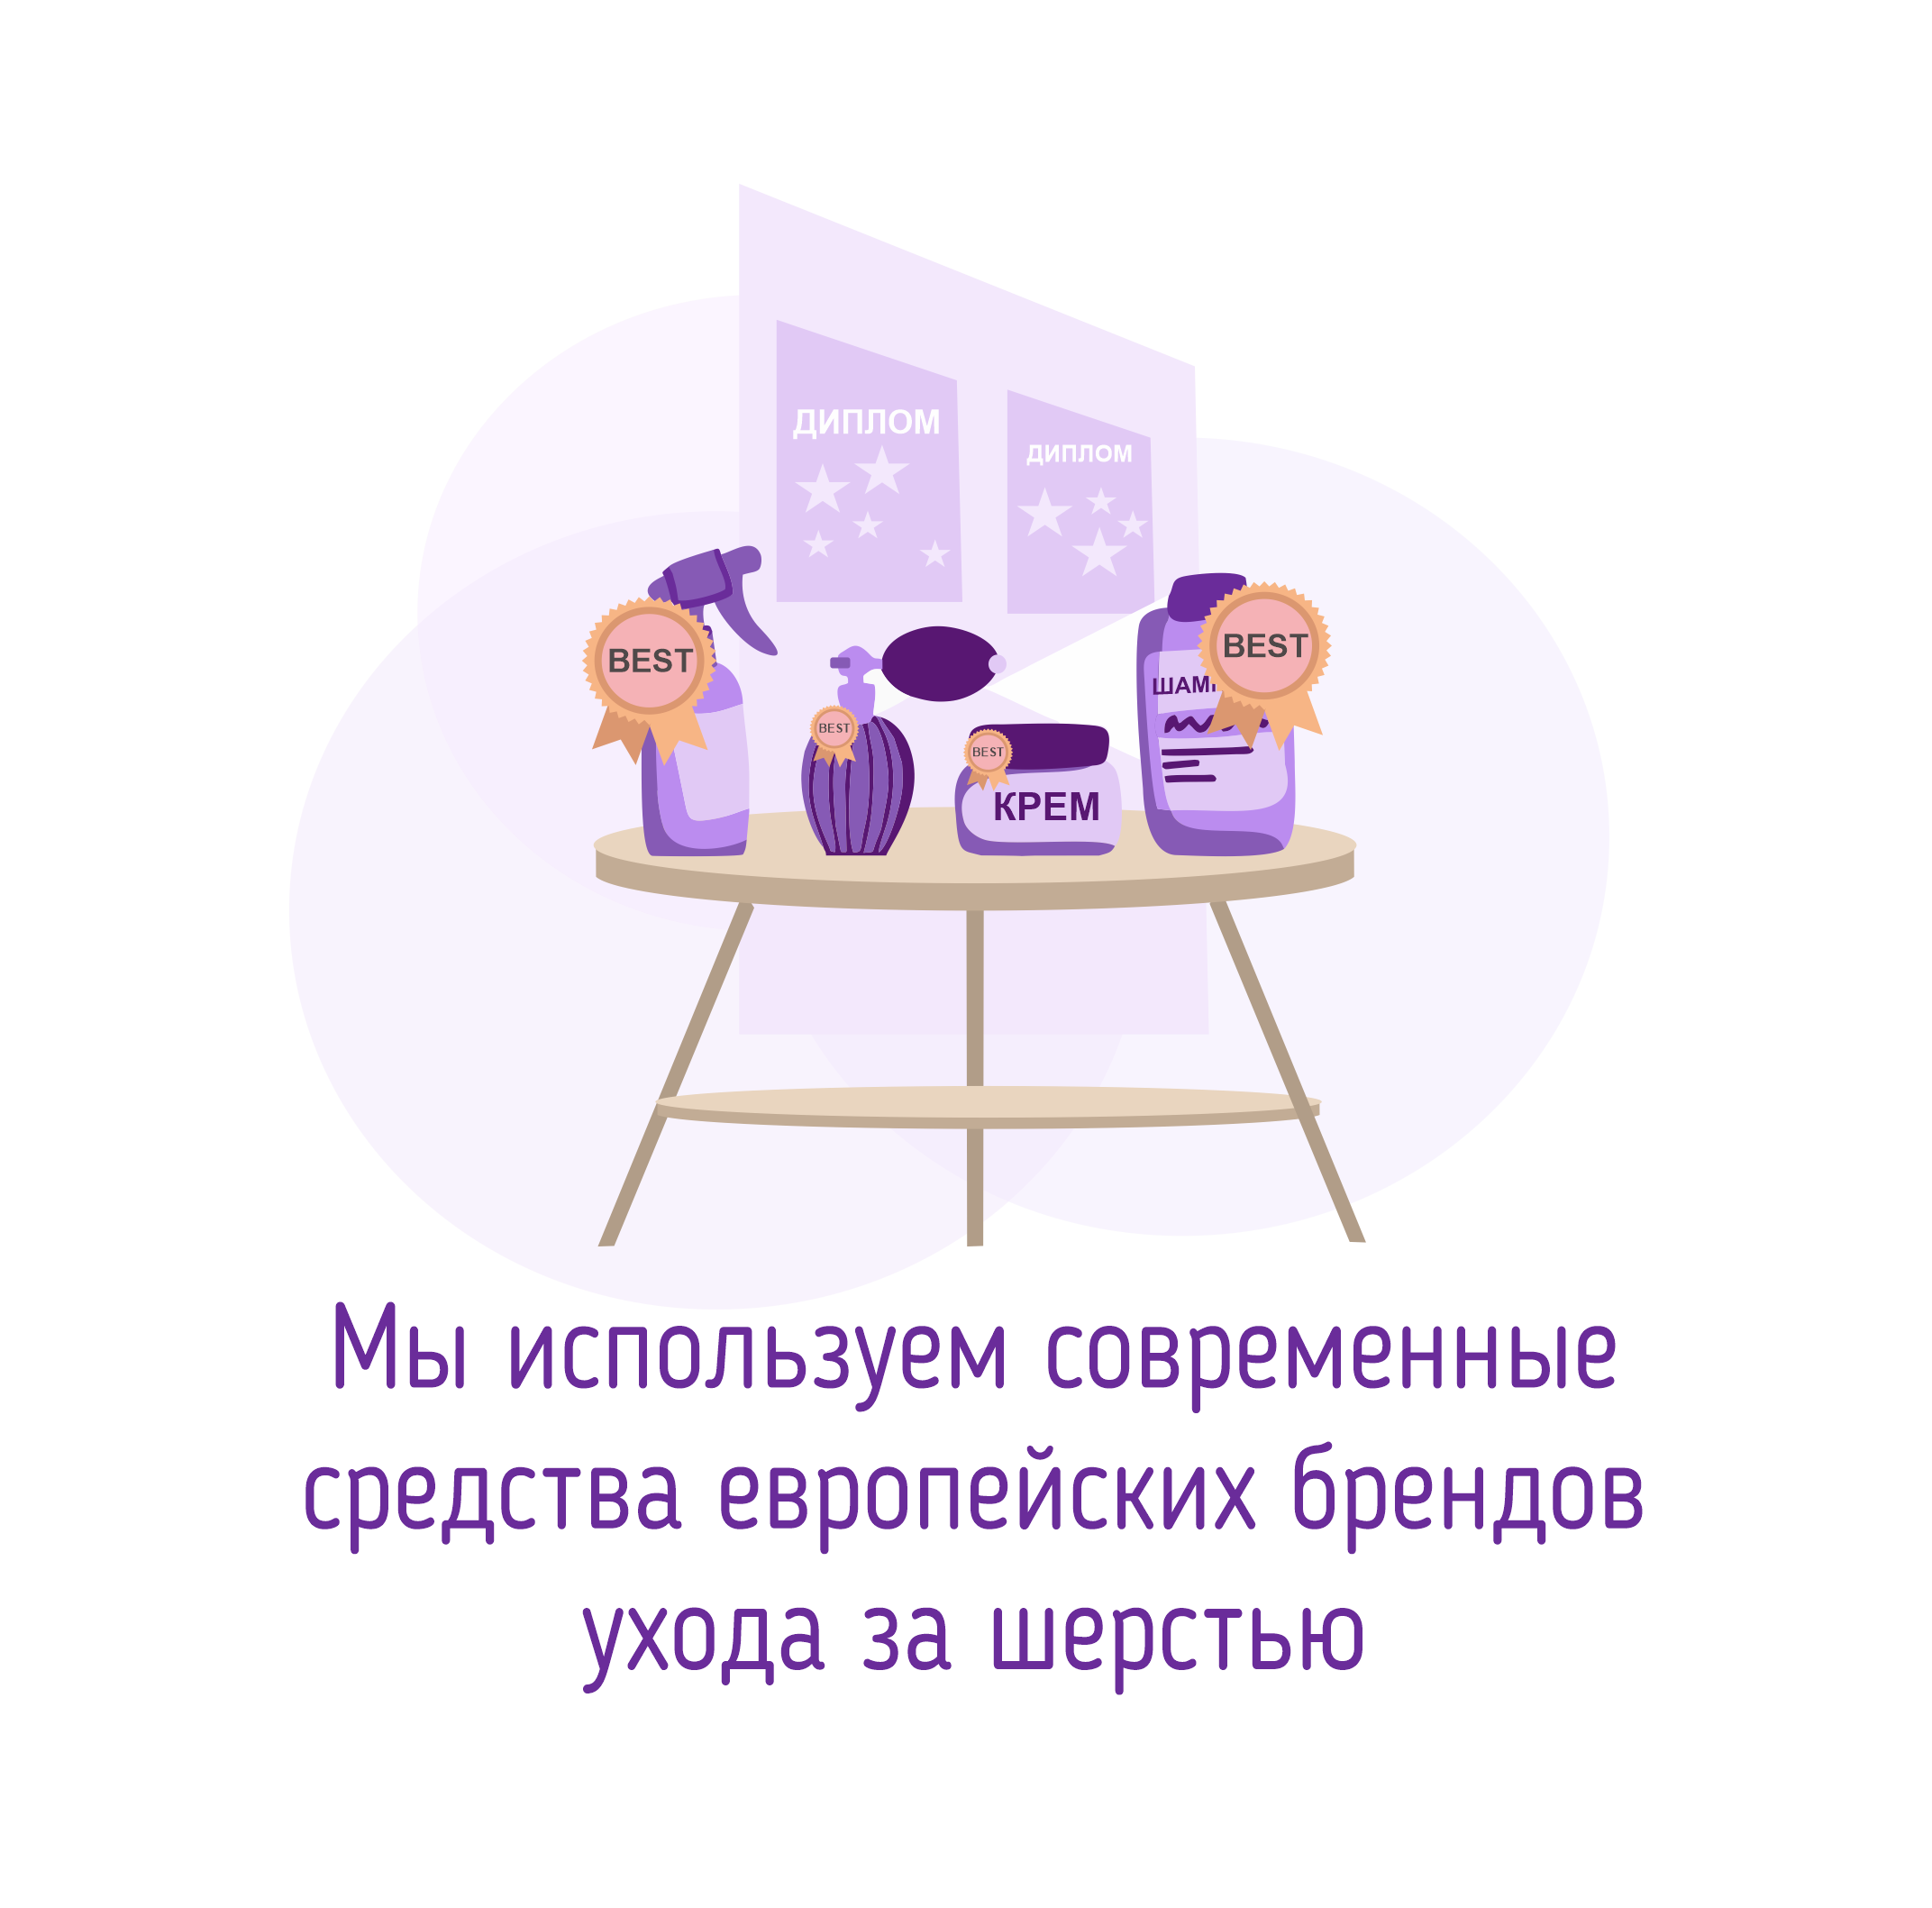 ДИПЛОМ
ДИПЛОМ
BEST
BEST
BEST
BEST
КРЕМ
Мы используем современные
средства европейских брендов
ухода за шерстью